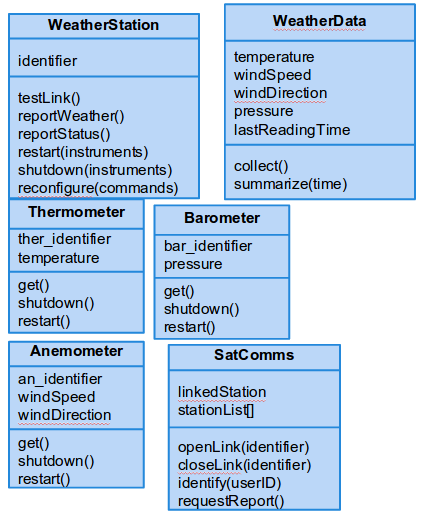 WeatherStation
identifier
testLink()
reportWeather()
reportStatus()
restart(instruments)
shutdown(instruments)
reconfigure(commands)
WeatherData
temperature
windSpeed
windDirection
pressure
lastReadingTime
collect()
summarize(time)
Thermometer
ther_identifier
temperature
get()
shutdown()
restart()
Barometer
bar_identifier
pressure
get()
shutdown()
restart()
Anemometer
an_identifier
windSpeed
windDirection
get()
shutdown()
restart()
SatComms
linkedStation
stationList[]
openLink(identifier)
closeLink(identifier)
identify(userID)
requestReport()